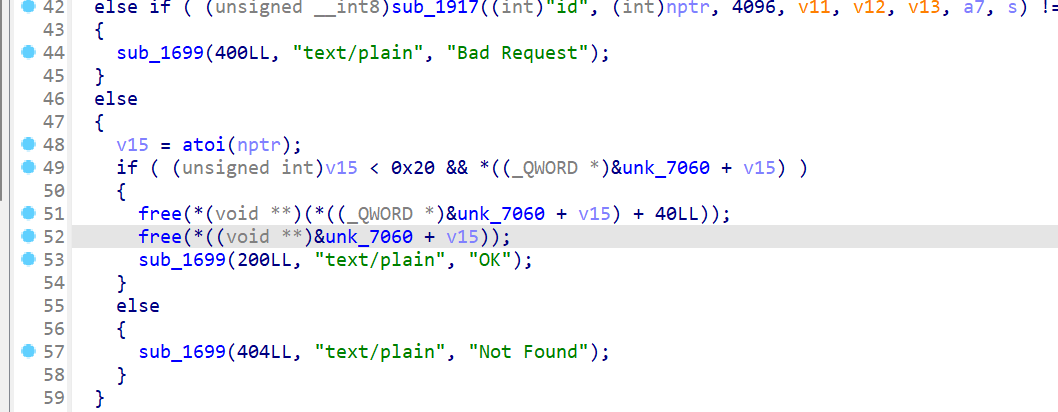 42 else if ( (unsigned __int8)sub_1917((int)"id", (int)nptr, 4096, v11, v12, v13, a7, s) !=
43 {
44 sub_1699(400LL, "text/plain", "Bad Request");
45 }
46 else
47 {
48 v15 = atoi(nptr);
49 if ( (unsigned int)v15 < 0x20 && *((_QWORD *)&unk_7060 + v15) )
50 {
51 free(*(void **)(*((_QWORD *)&unk_7060 + v15) + 40LL));
52 free(*((void **)&unk_7060 + v15));
53 sub_1699(200LL, "text/plain", "OK");
54 }
55 else
56 {
57 sub_1699(404LL, "text/plain", "Not Found");
58 }
59 }